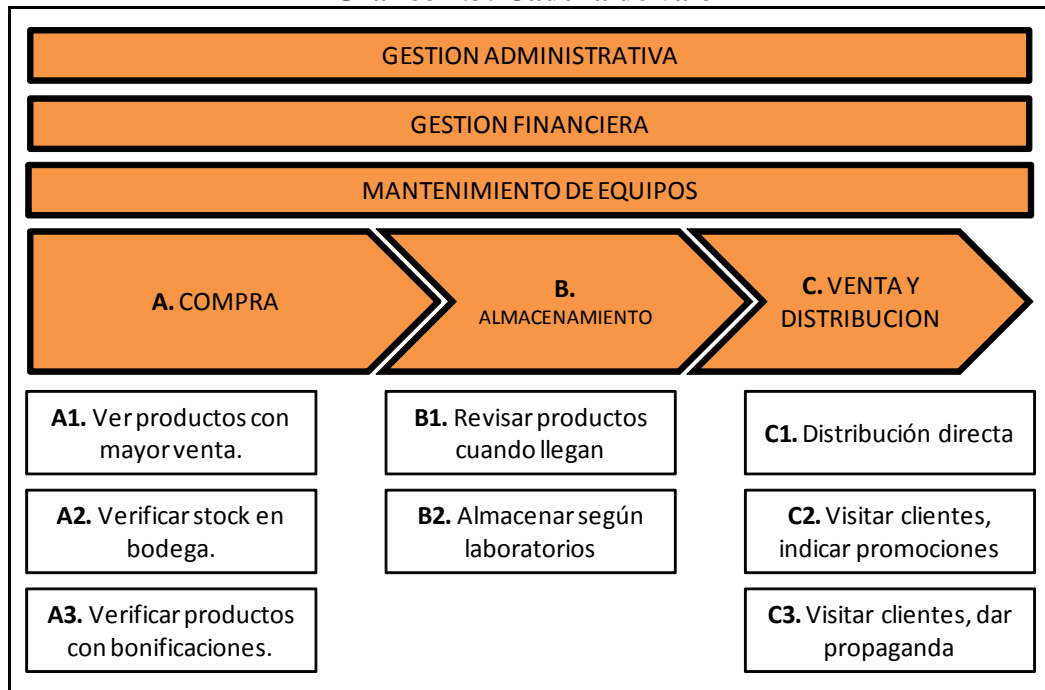 GESTION ADMINISTRATIVA
GESTION FINANCIERA
MANTENIMIENTO DE EQUIPOS
A. COMPRA
B.
ALMACENAMIENTO
C. VENTA Y
DISTRIBUCION
A1. Ver productos con
mayor venta.
A2. Verificar stock en
bodega.
A3. Verificar productos
con bonificaciones.
B1. Revisar productos
cuando llegan
B2. Almacenar según
laboratorios
C1. Distribución directa
C2. Visitar clientes,
indicar promociones
C3. Visitar clientes, dar
propaganda